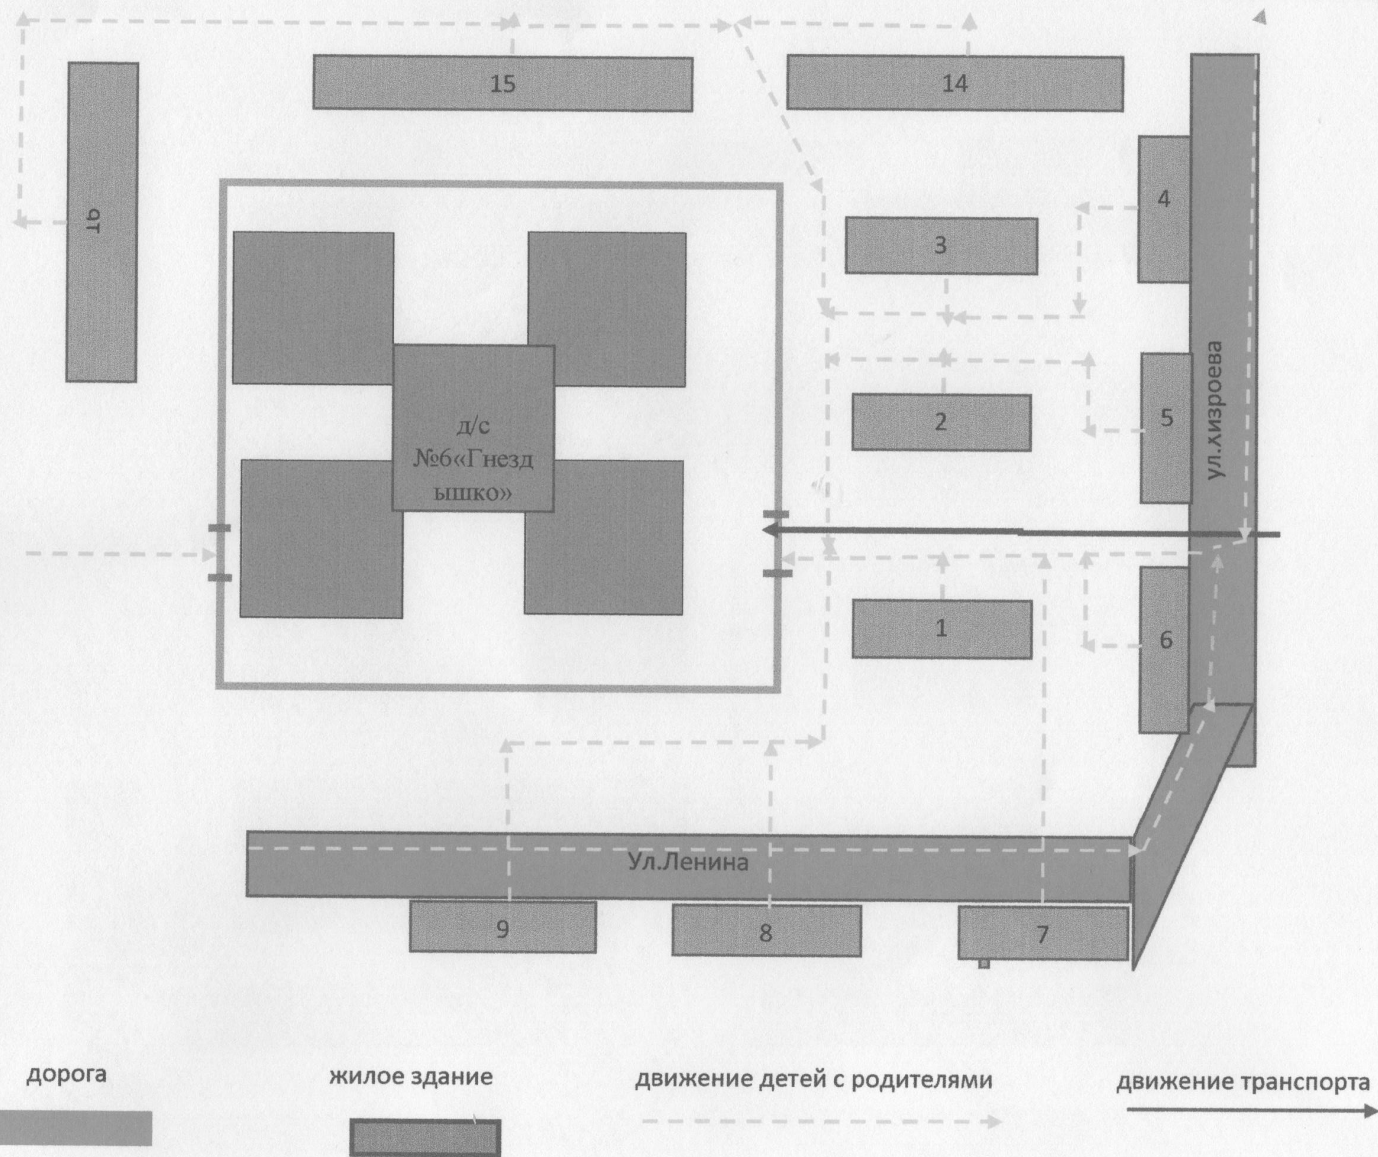 15
14
4
16
3
ул.хизроева
2
5
д/с
№6«Гнезд
ышко»
1
6
Ул.Ленина
9
8
7
дорога
жилое здание
движение детей с родителями
движение транспорта